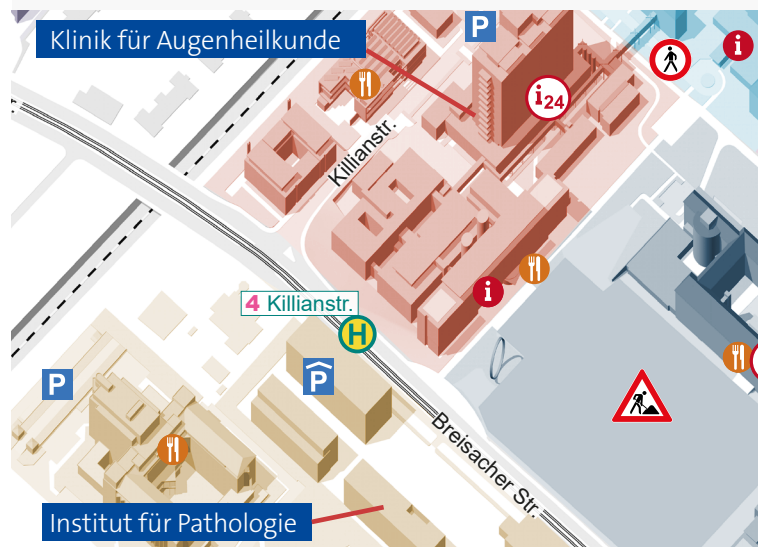 Klinik für Augenheilkunde
P
i
i24
Killianstr.
4 Killianstr.
H
i
P
P
Breisacher Str.
Institut für Pathologie